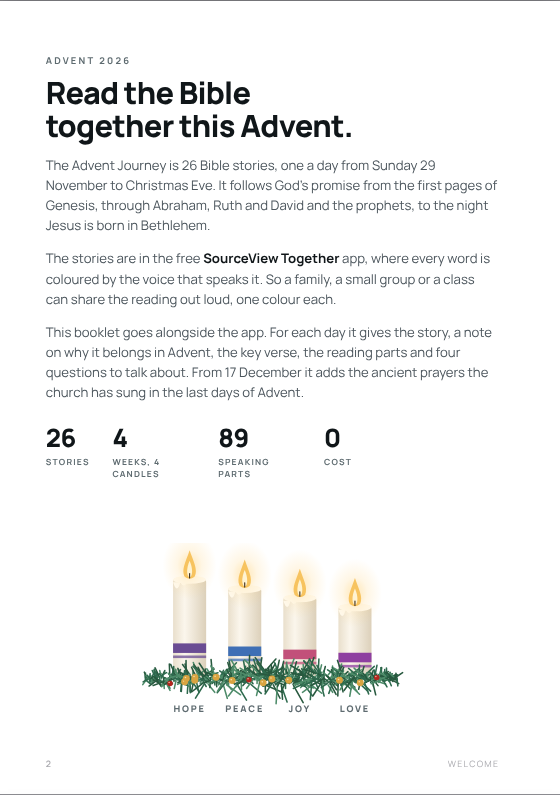 ADVENT 2026
Read the Bible
together this Advent.
The Advent Journey is 26 Bible stories, one a day from Sunday 29
November to Christmas Eve. It follows God's promise from the first pages of
Genesis, through Abraham, Ruth and David and the prophets, to the night
Jesus is born in Bethlehem.
The stories are in the free SourceView Together app, where every word is
coloured by the voice that speaks it. So a family, a small group or a class
can share the reading out loud, one colour each.
This booklet goes alongside the app. For each day it gives the story, a note
on why it belongs in Advent, the key verse, the reading parts and four
questions to talk about. From 17 December it adds the ancient prayers the
church has sung in the last days of Advent.
26 4 89 0
STORIES WEEKS, 4 SPEAKING COST
CANDLES PARTS
HOPE PEACE JOY LOVE
2 WELCOME